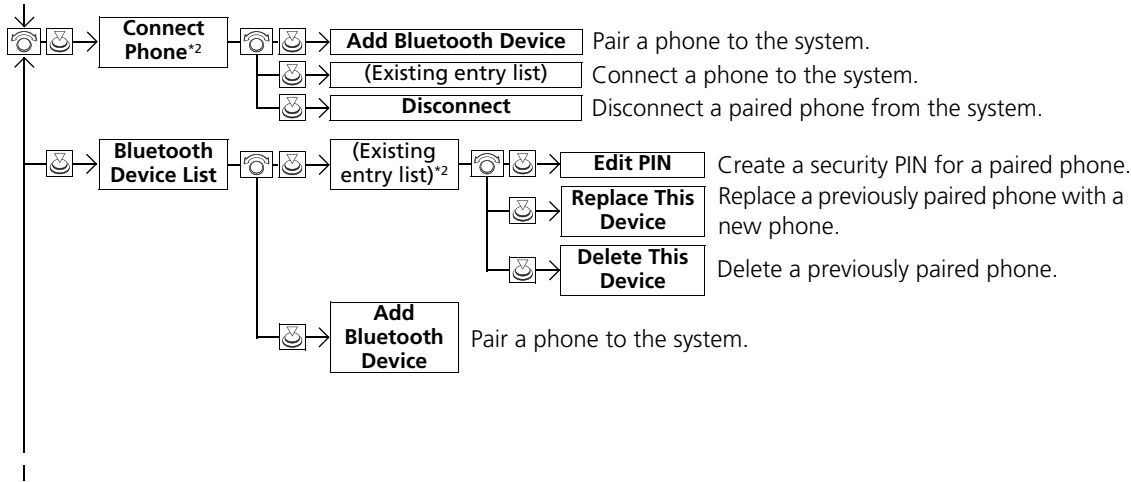 Connect
Phone*2
Add Bluetooth Device Pair a phone to the system.
(Existing entry list) Connect a phone to the system.
Disconnect Disconnect a paired phone from the system.
Bluetooth
Device List
(Existing
entry list)*2
Edit PIN Create a security PIN for a paired phone.
Replace This
Device
Replace a previously paired phone with a
new phone.
Delete This
Device
Delete a previously paired phone.
Add
Bluetooth
Device
Pair a phone to the system.